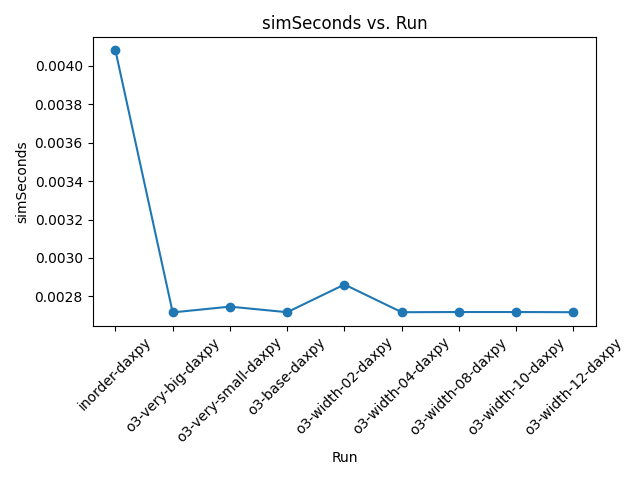 simSeconds vs. Run
0.0040
0.0038
0.0036
0.0034
0.0032
0.0030
0.0028
simSeconds
inorder-daxpy
o3-very-big-daxpy
o3-very-small-daxpy
o3-base-daxpy
o3-width-02-daxpy
o3-width-04-daxpy
o3-width-08-daxpy
o3-width-10-daxpy
o3-width-12-daxpy
Run